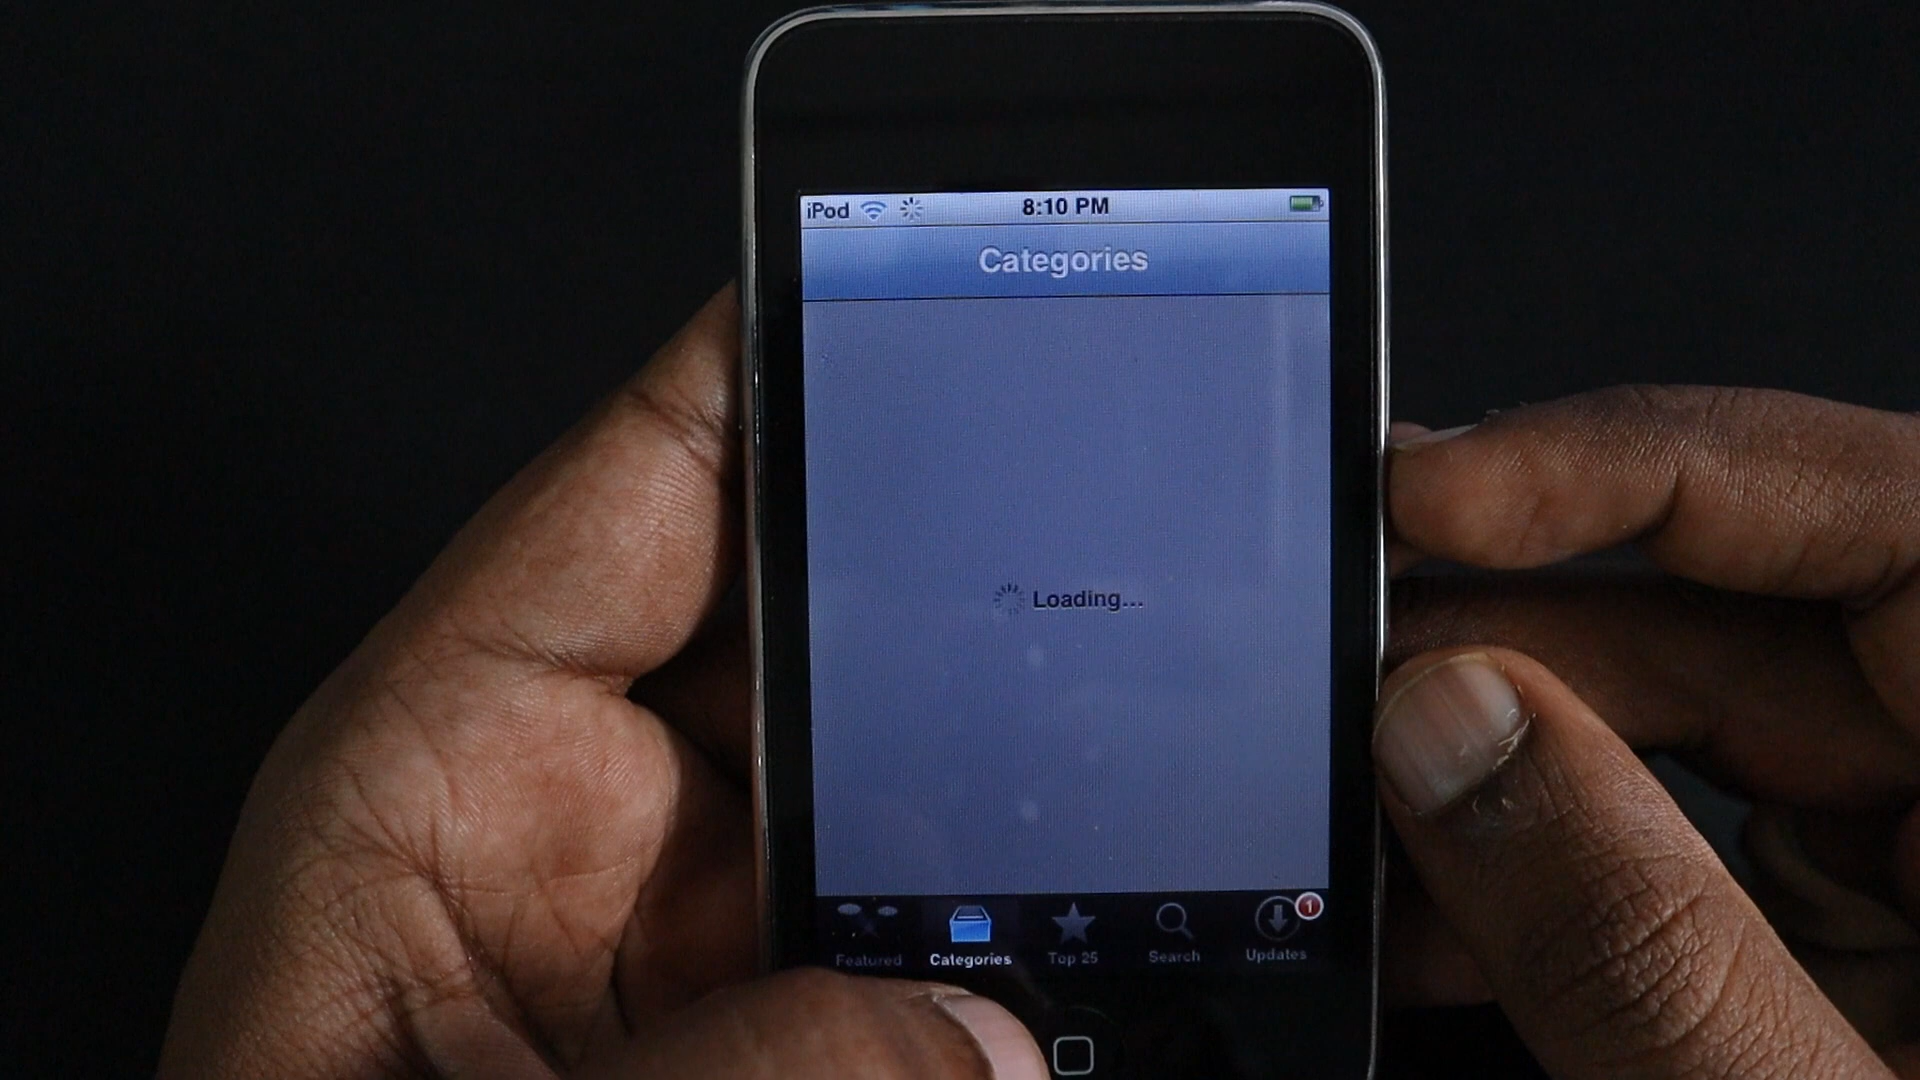 iPod 8:10 PM
Categories
Loading...
Featured Categories Top 25 Search Updates
1